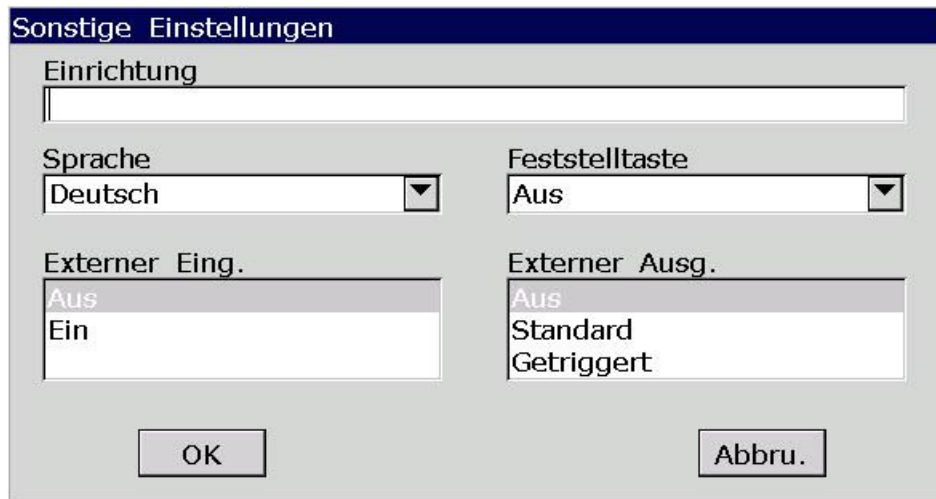 Sonstige Einstellungen
Einrichtung
Sprache
Feststelltaste
Deutsch
Aus
Externer Eing.
Externer Ausg.
Aus
Aus
Ein
Standard
Getriggert
OK
Abbru.